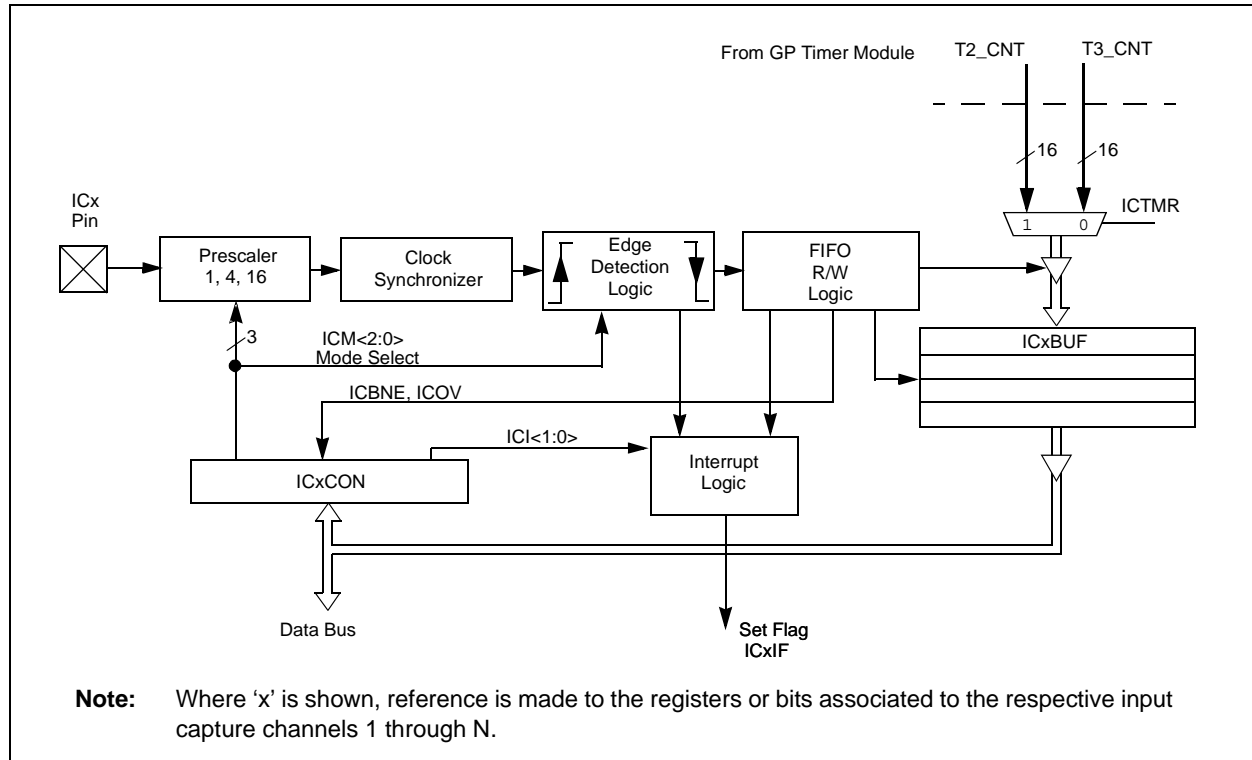 From GP Timer Module
T2_CNT
T3_CNT
16
16
ICx
Pin
ICTMR
1 0
Prescaler
1, 4, 16
Clock
Synchronizer
Edge
Detection
Logic
FIFO
R/W
Logic
3
ICM<2:0>
Mode Select
ICxBUF
ICBNE, ICOV
ICI<1:0>
Interrupt
Logic
ICxCON
Data Bus
Set Flag
ICxIF
Note: Where ‘x’ is shown, reference is made to the registers or bits associated to the respective input
capture channels 1 through N.